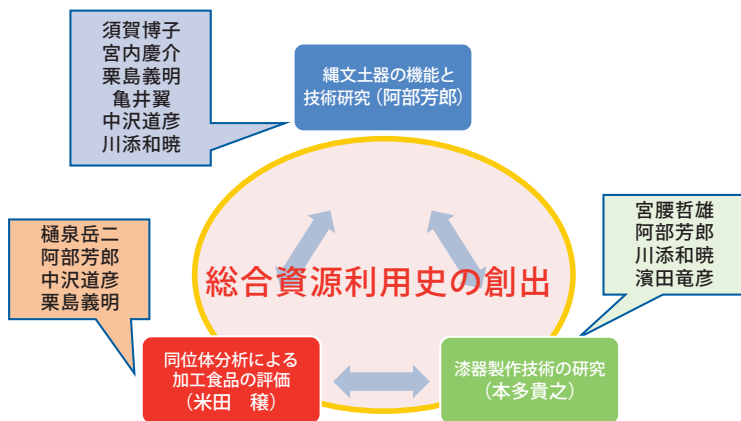 須賀博子
宮内慶介
栗島義明
亀井翼
中沢道彦
川添和暁
縄文土器の機能と
技術研究（阿部芳郎）
宮腰哲雄
阿部芳郎
川添和暁
濱田竜彦
樋泉岳二
阿部芳郎
中沢道彦
栗島義明
総合資源利用史の創出
同位体分析による
加工食品の評価
（米田　穣）
漆器製作技術の研究
（本多貴之）